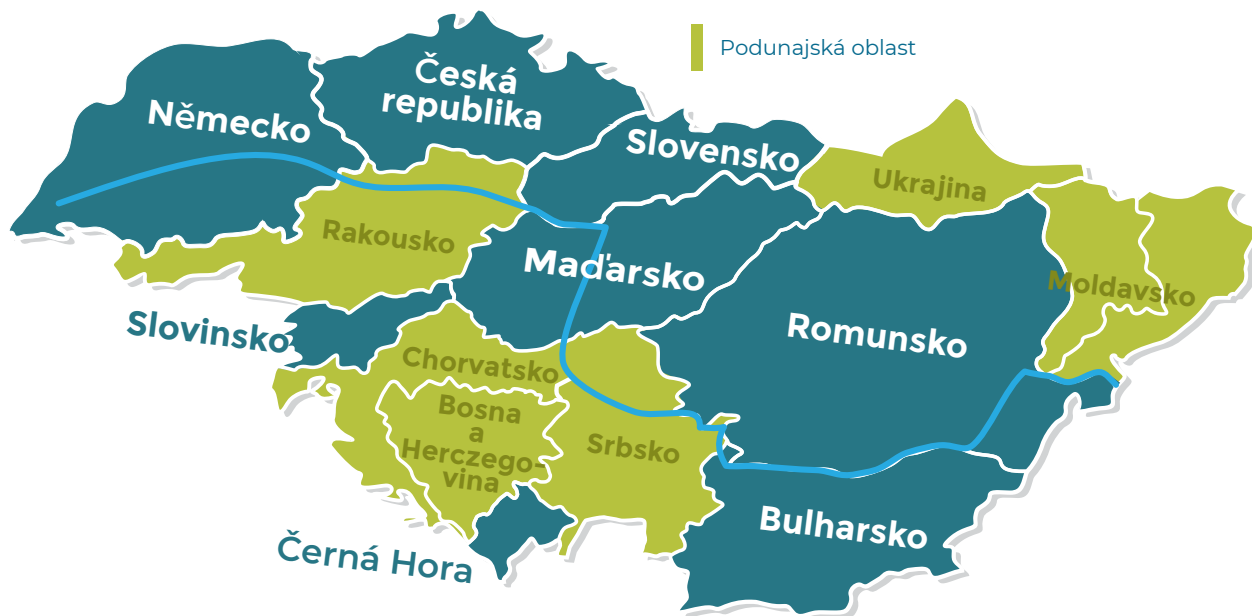 Podunajská oblast
Česká
republika
Německo
Slovensko
Ukrajina
Rakousko
Maďarsko
Moldavsko
Slovinsko
Romunsko
Chorvatsko
Bosna
a
Herczego-
vina
Srbsko
Bulharsko
Černá Hora